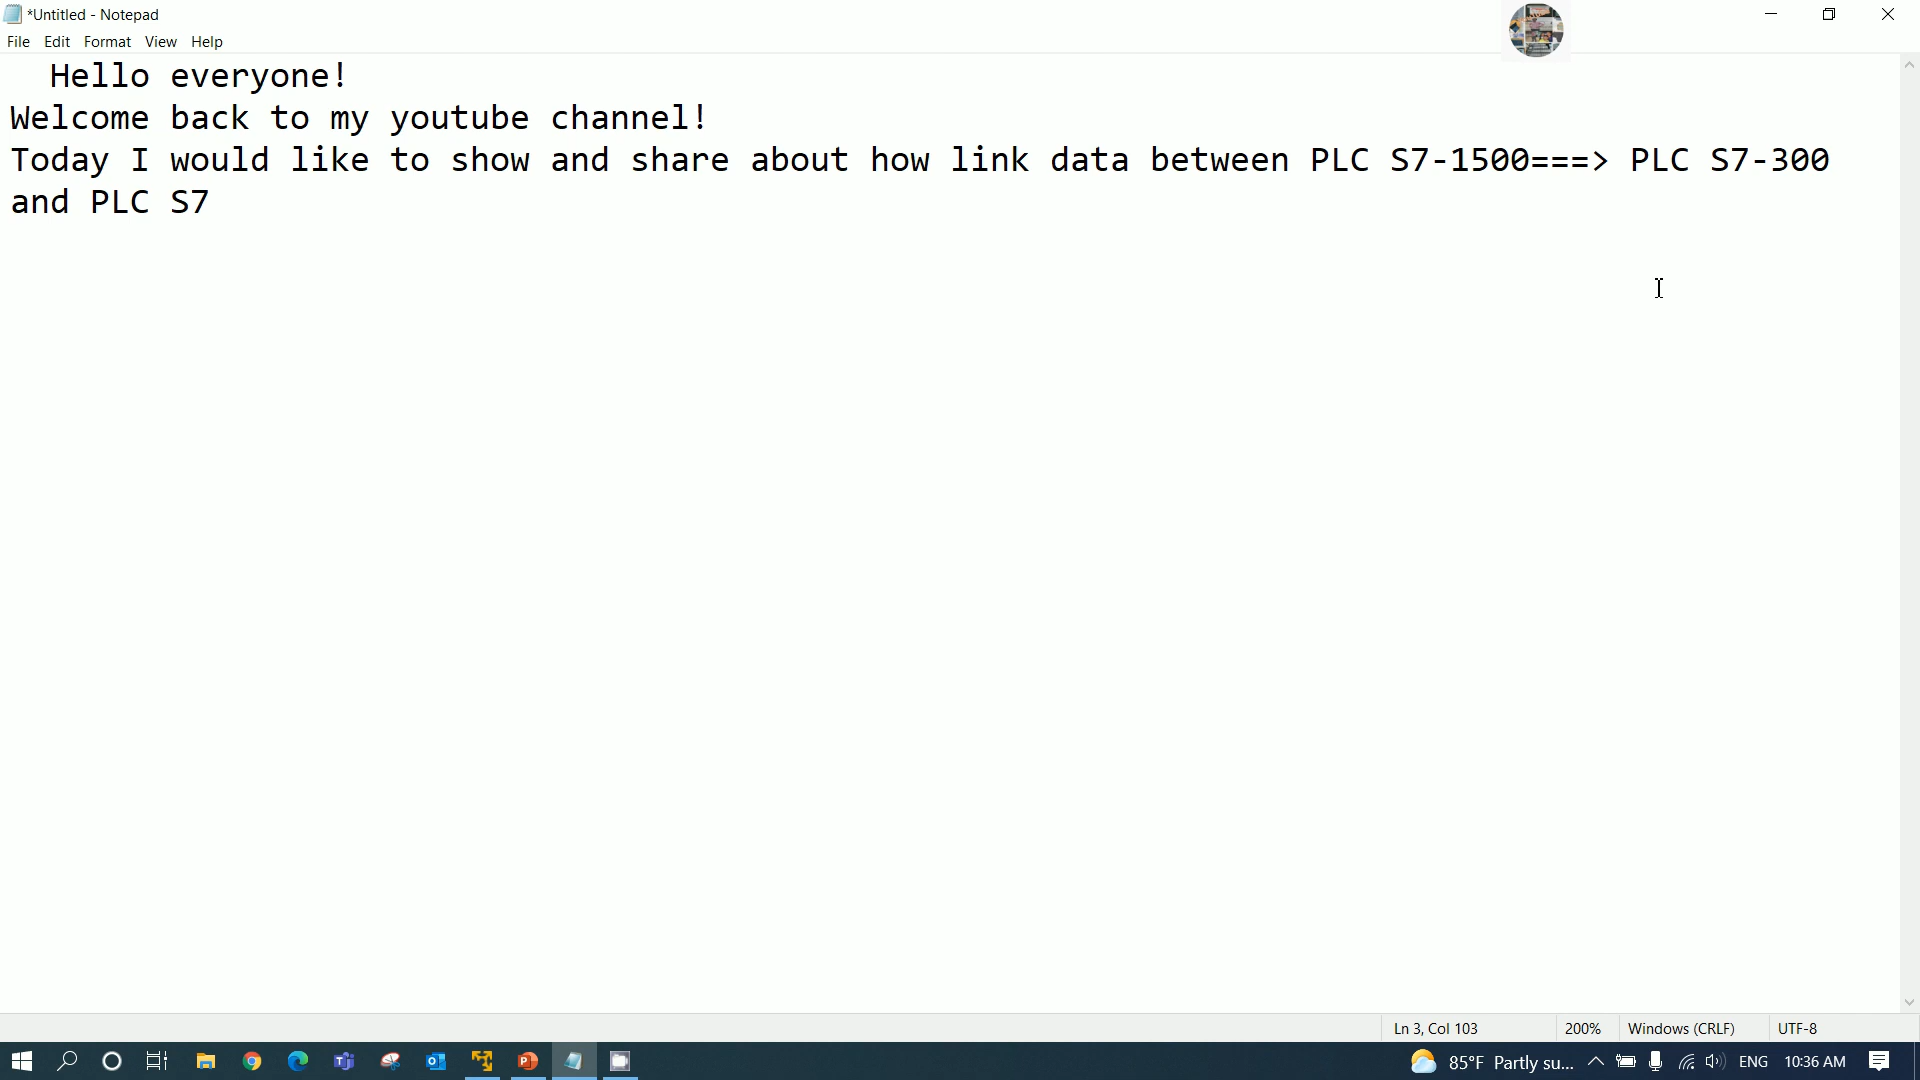 *Untitled - Notepad
File Edit Format View Help
Hello everyone!
Welcome back to my youtube channel!
Today I would like to show and share about how link data between PLC S7-1500===> PLC S7-300
and PLC S7
Ln 3, Col 103 200% Windows (CRLF) UTF-8
85°F Partly su... ENG 10:36 AM